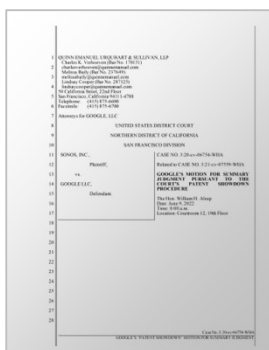 1 QUINN EMANUEL URQUHART & SULLIVAN, LLP
Charles K. Verhoeven (Bar No. 170151)
2 charlesverhoeven@quinnemanuel.com
Melissa Baily (Bar No. 237649)
3 melissabaily@quinnemanuel.com
Lindsay Cooper (Bar No. 287125)
4 lindsaycooper@quinnemanuel.com
50 California Street, 22nd Floor
5 San Francisco, California 94111-4788
Telephone: (415) 875-6600
6 Facsimile: (415) 875-6700
7 Attorneys for GOOGLE, LLC
8 UNITED STATES DISTRICT COURT
9 NORTHERN DISTRICT OF CALIFORNIA
10 SAN FRANCISCO DIVISION
11 SONOS, INC., CASE NO. 3:20-cv-06754-WHA
12 Plaintiff, Related to CASE NO. 3:21-cv-07559-WHA
13 vs. GOOGLE'S MOTION FOR SUMMARY
JUDGMENT PURSUANT TO THE
14 GOOGLE LLC, COURT'S PATENT SHOWDOWN
PROCEDURE
15 Defendant.
The Hon. William H. Alsup
16 Date: June 9, 2022
Time: 8:00 a.m.
17 Location: Courtroom 12, 19th Floor
18
19
20
21
22
23
24
25
26
27
28
GOOGLE'S "PATENT SHOWDOWN" MOTION FOR SUMMARY JUDGMENT